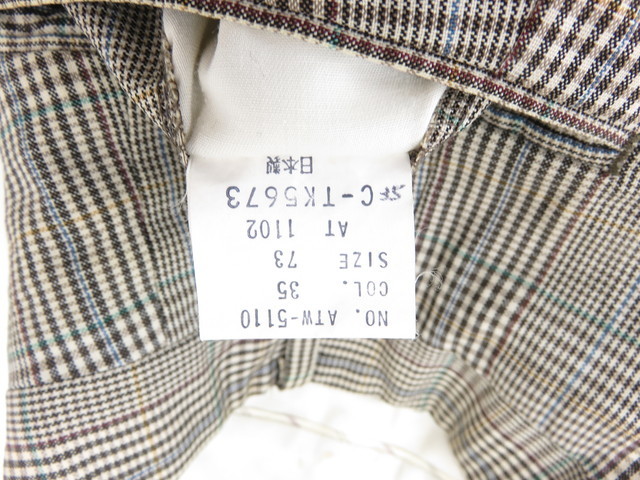 NO. ATW-5110
COL. 35
SIZE 73
AT 1102
C-TK5673
日本製